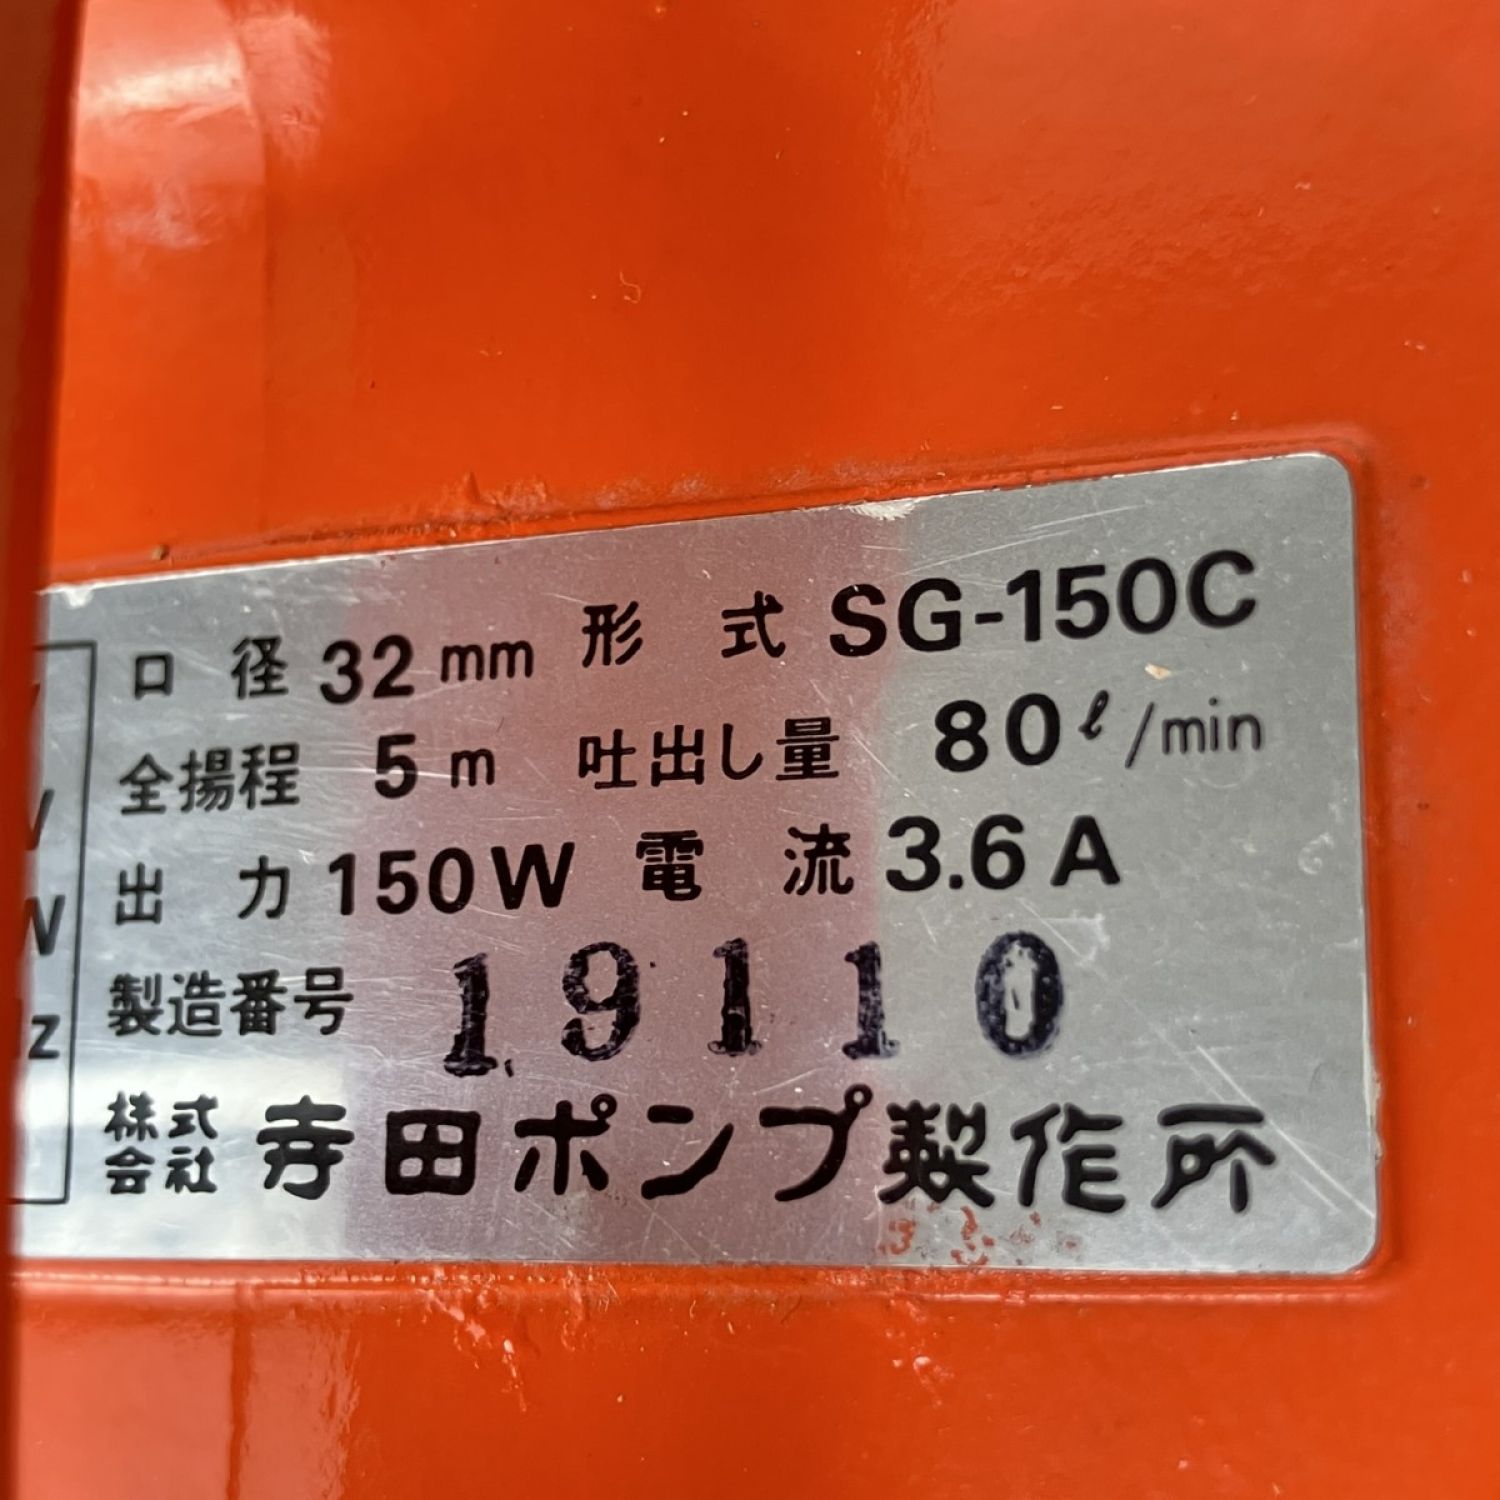 口径 32 mm 形式 SG-150C
全揚程 5 m 吐出し量 80 ℓ/min
出力 150W 電流 3.6 A
製造番号 19110
株式会社 寺田ポンプ製作所